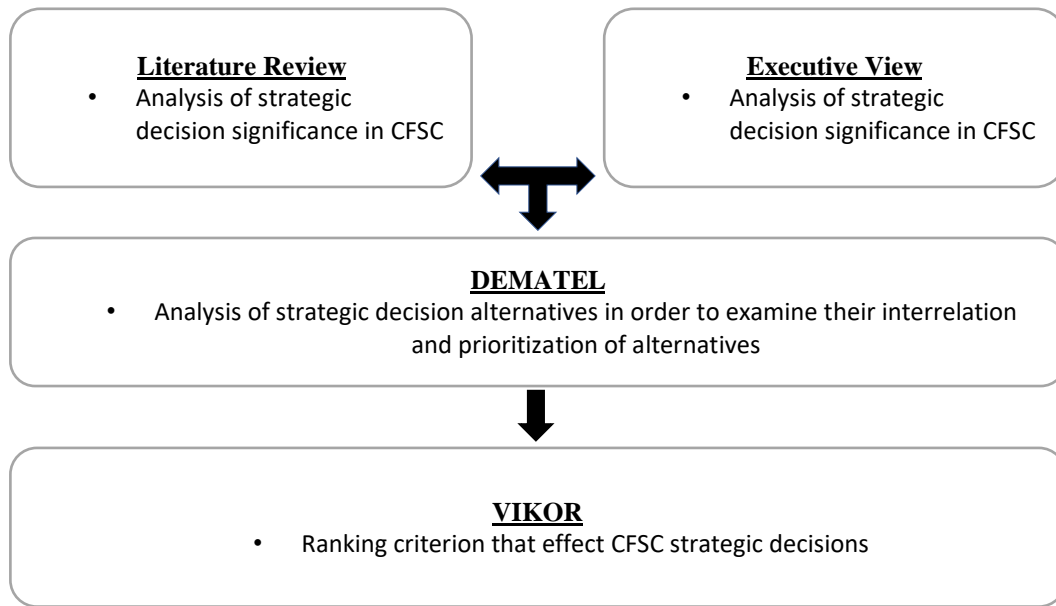 Literature Review
• Analysis of strategic
decision significance in CFSC
Executive View
• Analysis of strategic
decision significance in CFSC
DEMATEL
• Analysis of strategic decision alternatives in order to examine their interrelation
and prioritization of alternatives
VIKOR
• Ranking criterion that effect CFSC strategic decisions